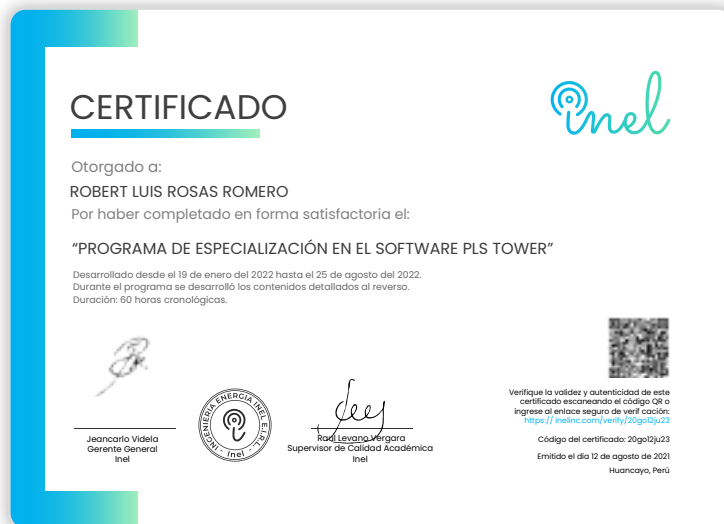 CERTIFICADO
inel
Otorgado a:
ROBERT LUIS ROSAS ROMERO
Por haber completado en forma satisfactoria el:
“PROGRAMA DE ESPECIALIZACIÓN EN EL SOFTWARE PLS TOWER”
Desarrollado desde el 19 de enero del 2022 hasta el 25 de agosto del 2022.
Durante el programa se desarrolló los contenidos detallados al reverso.
Duración: 60 horas cronológicas.
Verifique la validez y autenticidad de este
certificado escaneando el código QR o
ingrese al enlace seguro de verif cación:
https:// inelinc.com/verify/20go12ju23
Código del certificado: 20go12ju23
Emitido el día 12 de agosto de 2021
Huancayo, Perú
Jeancarlo Videla
Gerente General
Inel
INGENIERIA ENERGIA INEL E.I.R.L.
- Inel -
Raúl Levano Vergara
Supervisor de Calidad Académica
Inel